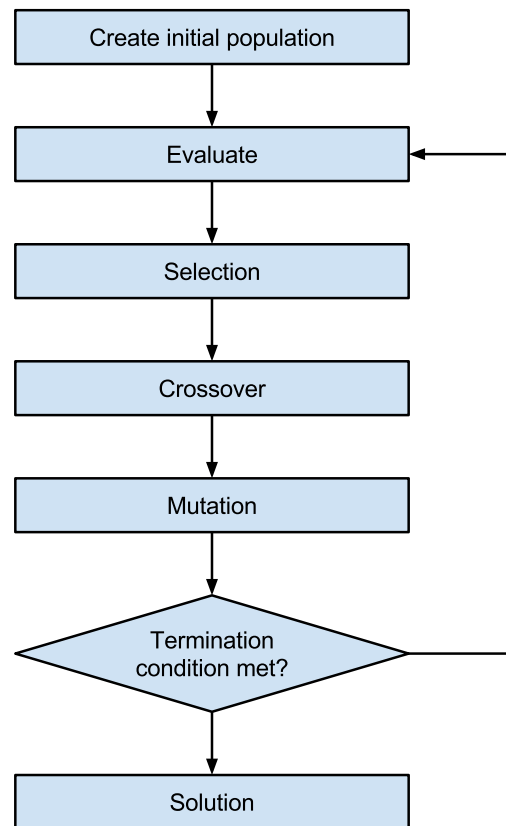 Create initial population
Evaluate
Selection
Crossover
Mutation
Termination
condition met?
Solution